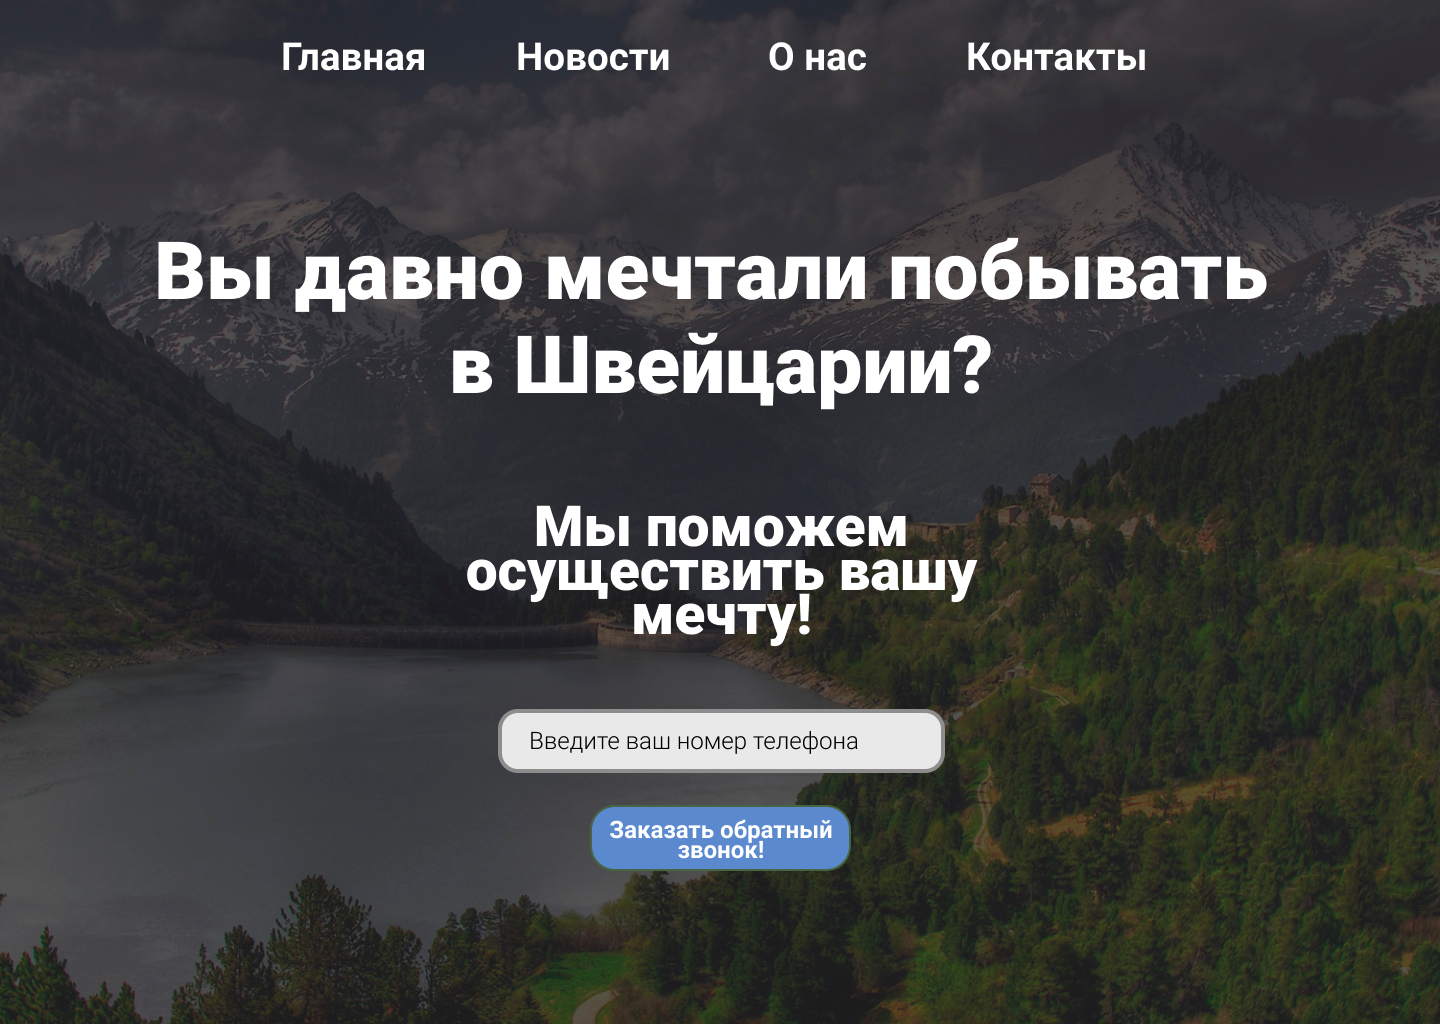 Главная Новости О нас Контакты
Вы давно мечтали побывать
в Швейцарии?
Мы поможем
осуществить вашу
мечту!
Введите ваш номер телефона
Заказать обратный
звонок!